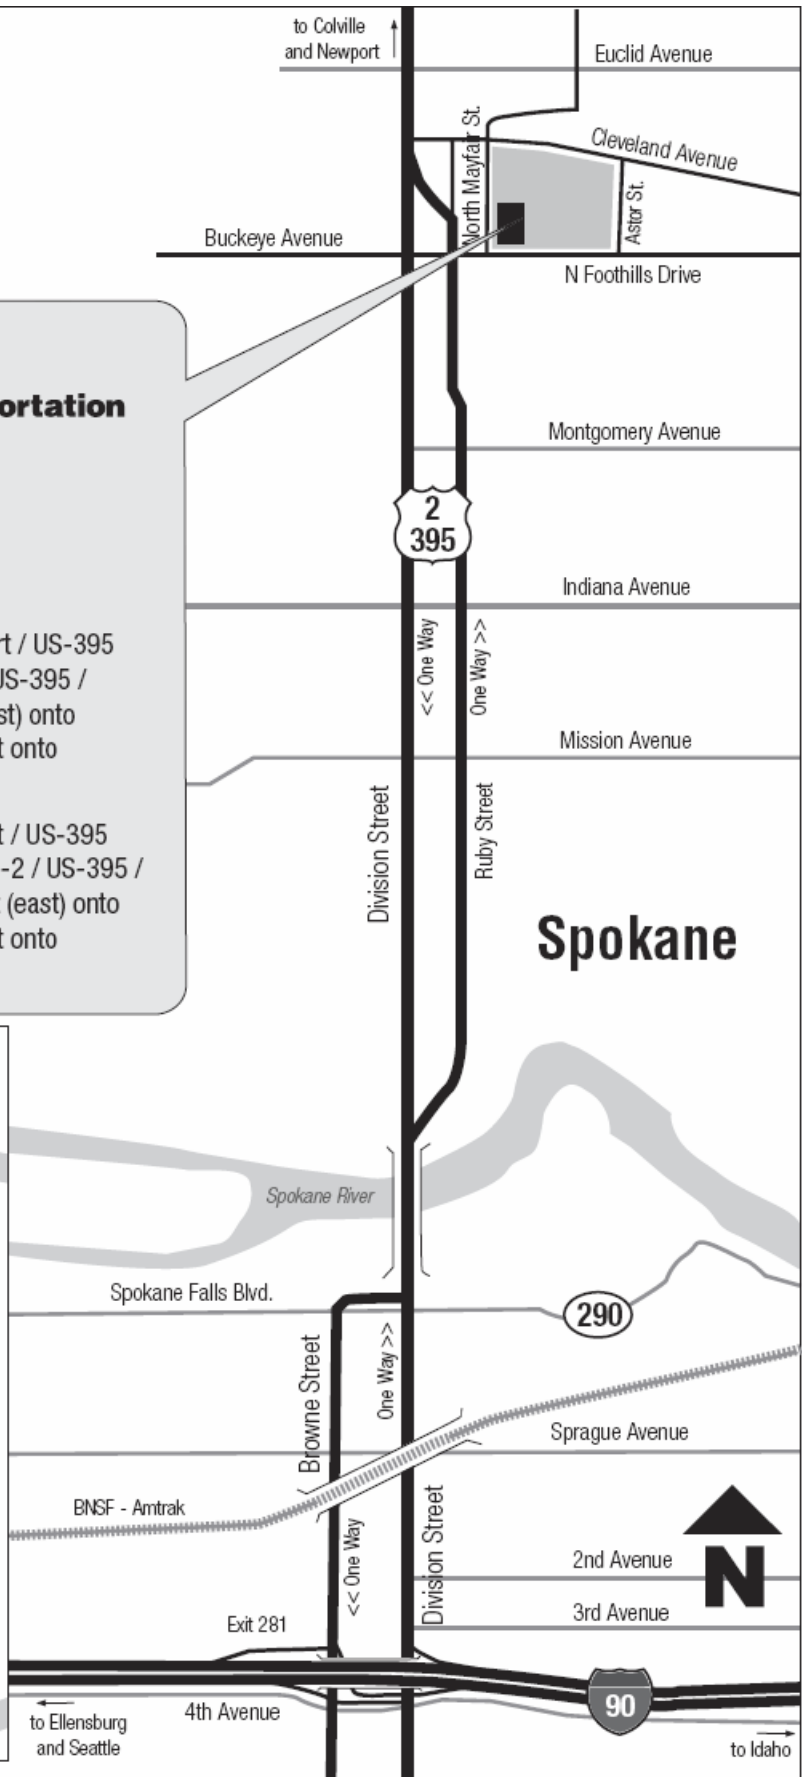 to Colville
and Newport
Euclid Avenue
North Mayfair St.
Cleveland Avenue
Astor St.
Buckeye Avenue
N Foothills Drive
ortation
Montgomery Avenue
2
395
Indiana Avenue
rt / US-395
US-395 /
st) onto
t onto
<< One Way
One Way >>
Mission Avenue
Division Street
Ruby Street
t / US-395
-2 / US-395 /
t (east) onto
t onto
Spokane
Spokane River
Spokane Falls Blvd.
290
Browne Street
One Way >>
Sprague Avenue
BNSF - Amtrak
<< One Way
Division Street
2nd Avenue
N
3rd Avenue
Exit 281
90
4th Avenue
to Ellensburg
and Seattle
to Idaho